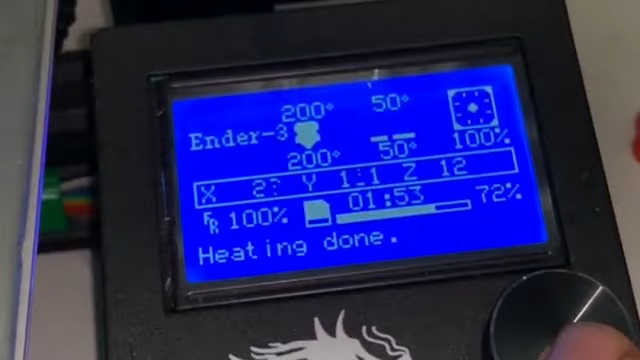 200° 50°
Ender-3
200° 50° 100%
X Y Z 12
FR 100% 01:53 72%
Heating done.